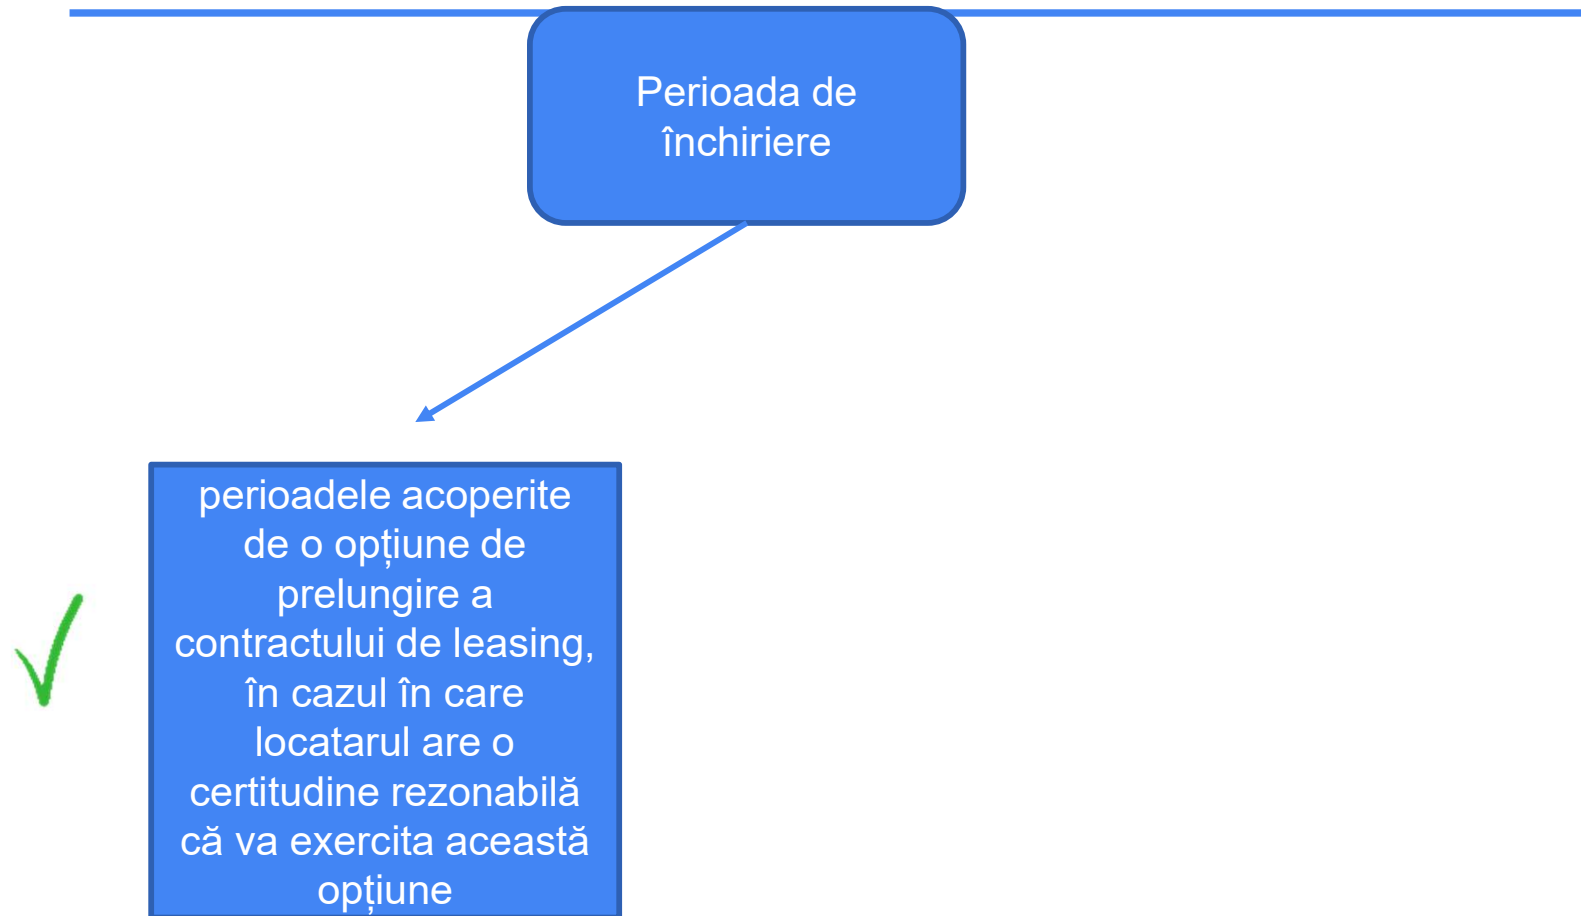 Perioada de
închiriere
perioadele acoperite
de o opțiune de
prelungire a
contractului de leasing,
în cazul în care
locatarul are o
certitudine rezonabilă
că va exercita această
opțiune